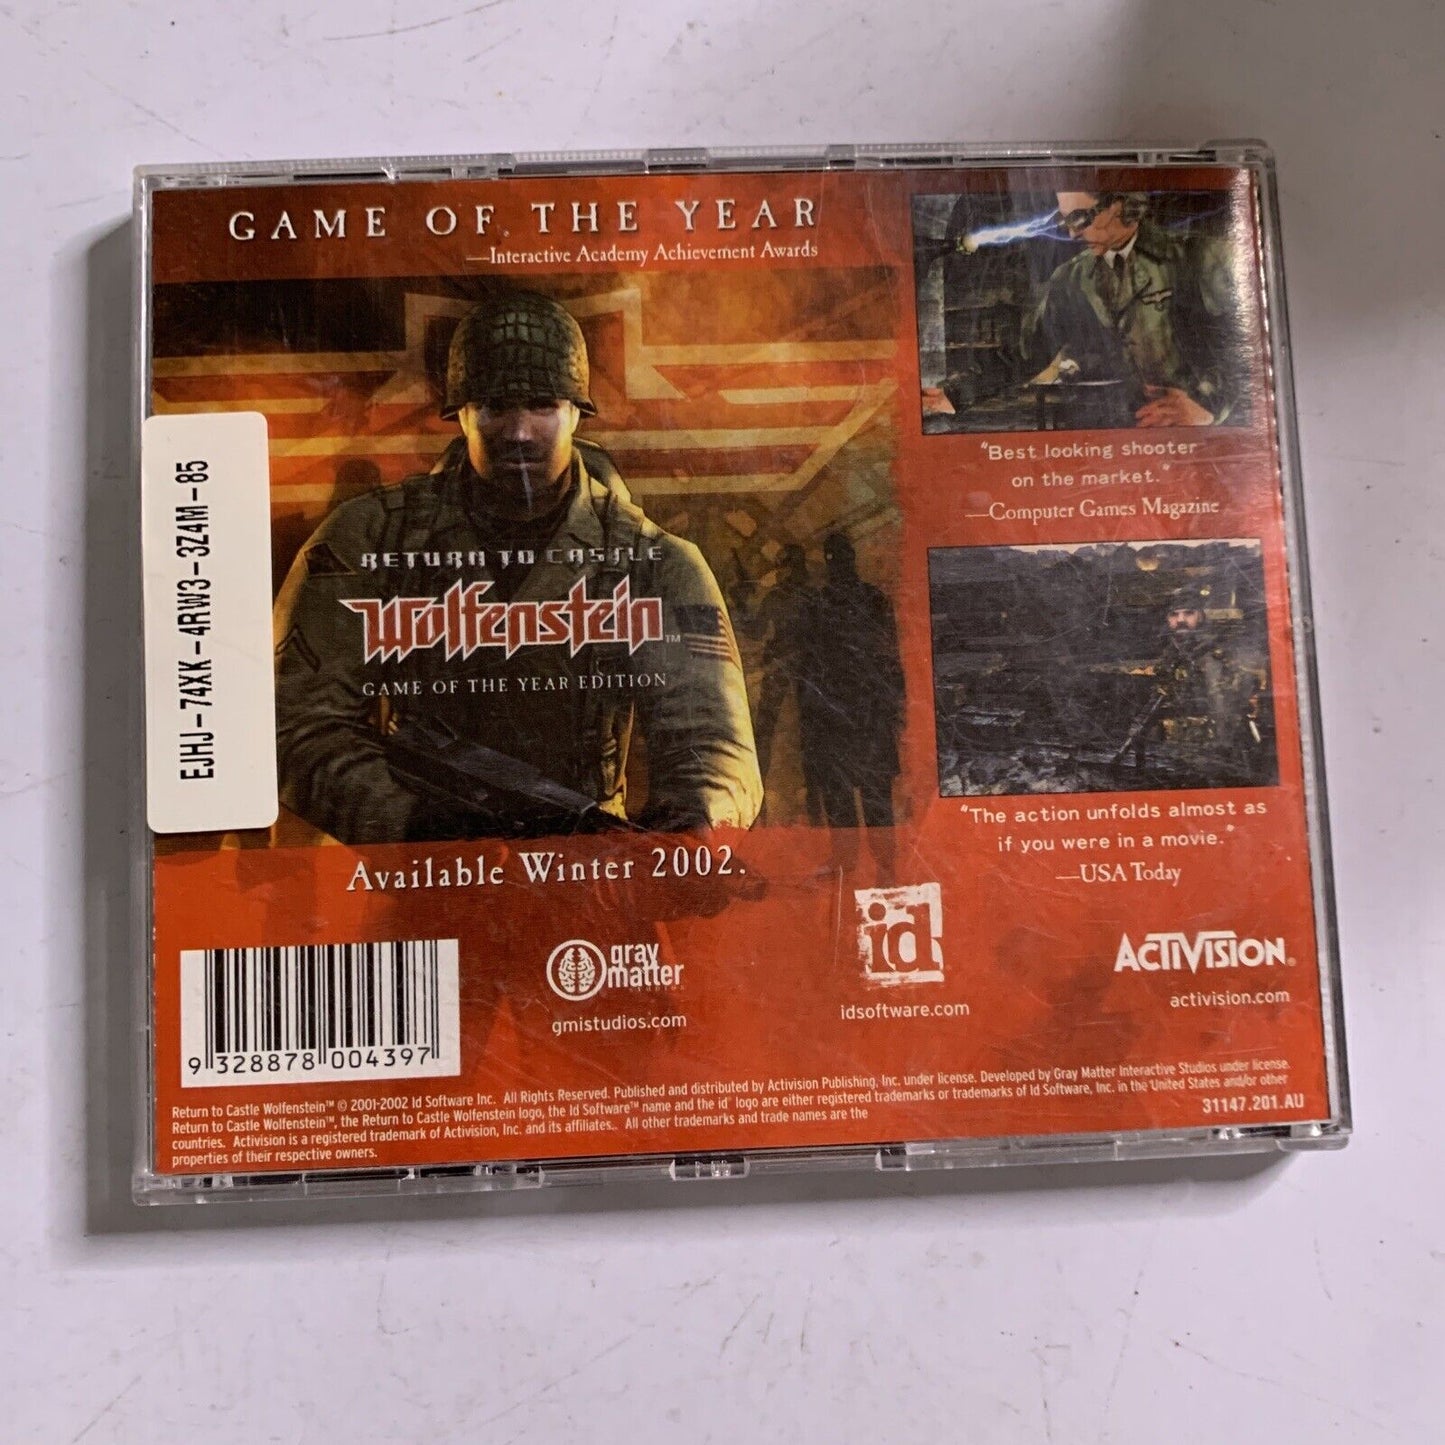 GAME OF THE YEAR
—Interactive Academy Achievement Awards
EJHJ-74XK-4RW3-3Z4M-85
RETURN TO CASTLE
Wolfenstein™
GAME OF THE YEAR EDITION
Available Winter 2002.
"Best looking shooter
on the market."
—Computer Games Magazine
"The action unfolds almost as
if you were in a movie."
—USA Today
9 328878 004397
gray
matter
STUDIOS
gmistudios.com
id
idsoftware.com
ACTIVISION®
activision.com
Return to Castle Wolfenstein™ © 2001-2002 Id Software Inc. All Rights Reserved. Published and distributed by Activision Publishing, Inc. under license. Developed by Gray Matter Interactive Studios under license.
Return to Castle Wolfenstein™, the Return to Castle Wolfenstein logo, the Id Software™ name and the id® logo are either registered trademarks or trademarks of Id Software, Inc. in the United States and/or other
countries. Activision is a registered trademark of Activision, Inc. and its affiliates. All other trademarks and trade names are the
properties of their respective owners.
31147.201.AU